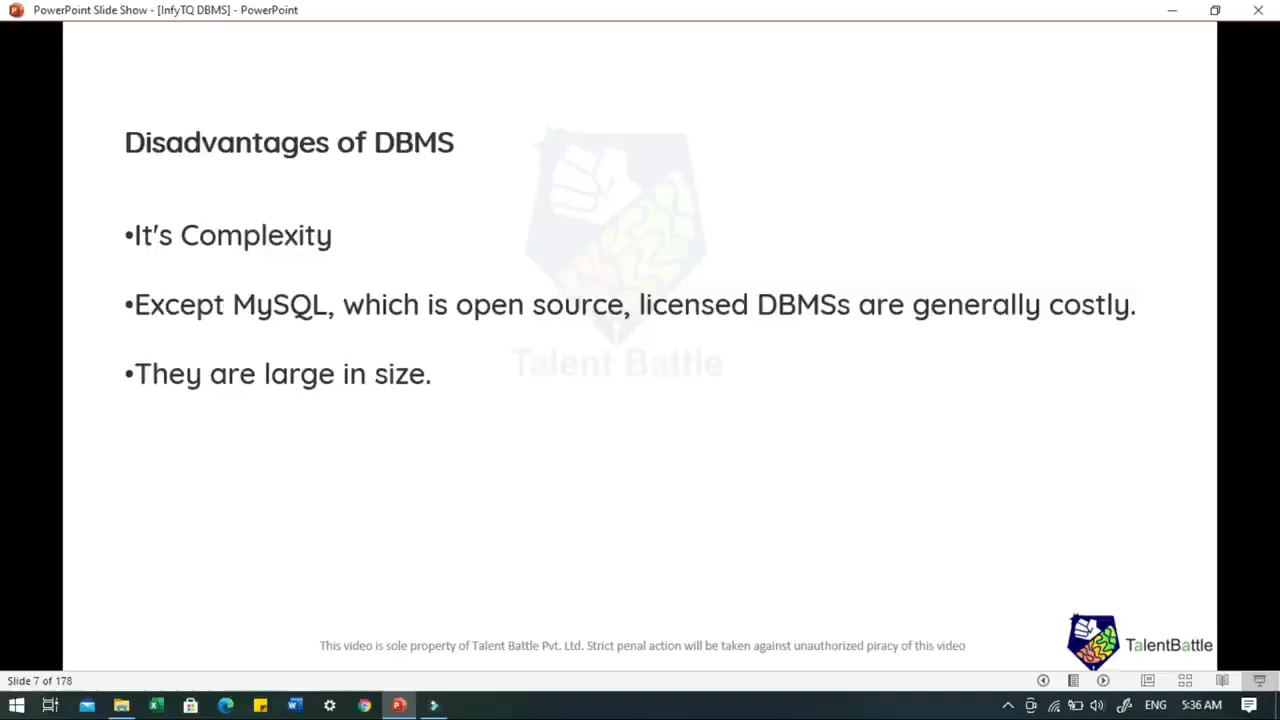 PowerPoint Slide Show - [InfyTQ DBMS] - PowerPoint
Disadvantages of DBMS
•It's Complexity
•Except MySQL, which is open source, licensed DBMSs are generally costly.
•They are large in size.
Talent Battle
This video is sole property of Talent Battle Pvt. Ltd. Strict penal action will be taken against unauthorized piracy of this video
TalentBattle
Slide 7 of 178
ENG
5:36 AM